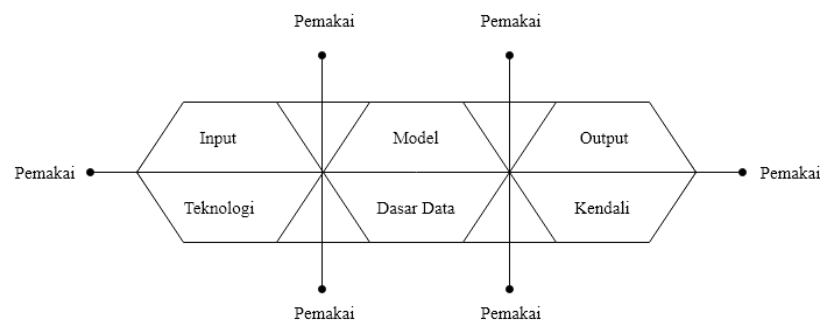 Pemakai
Pemakai
Input
Model
Output
Pemakai
Pemakai
Teknologi
Dasar Data
Kendali
Pemakai
Pemakai